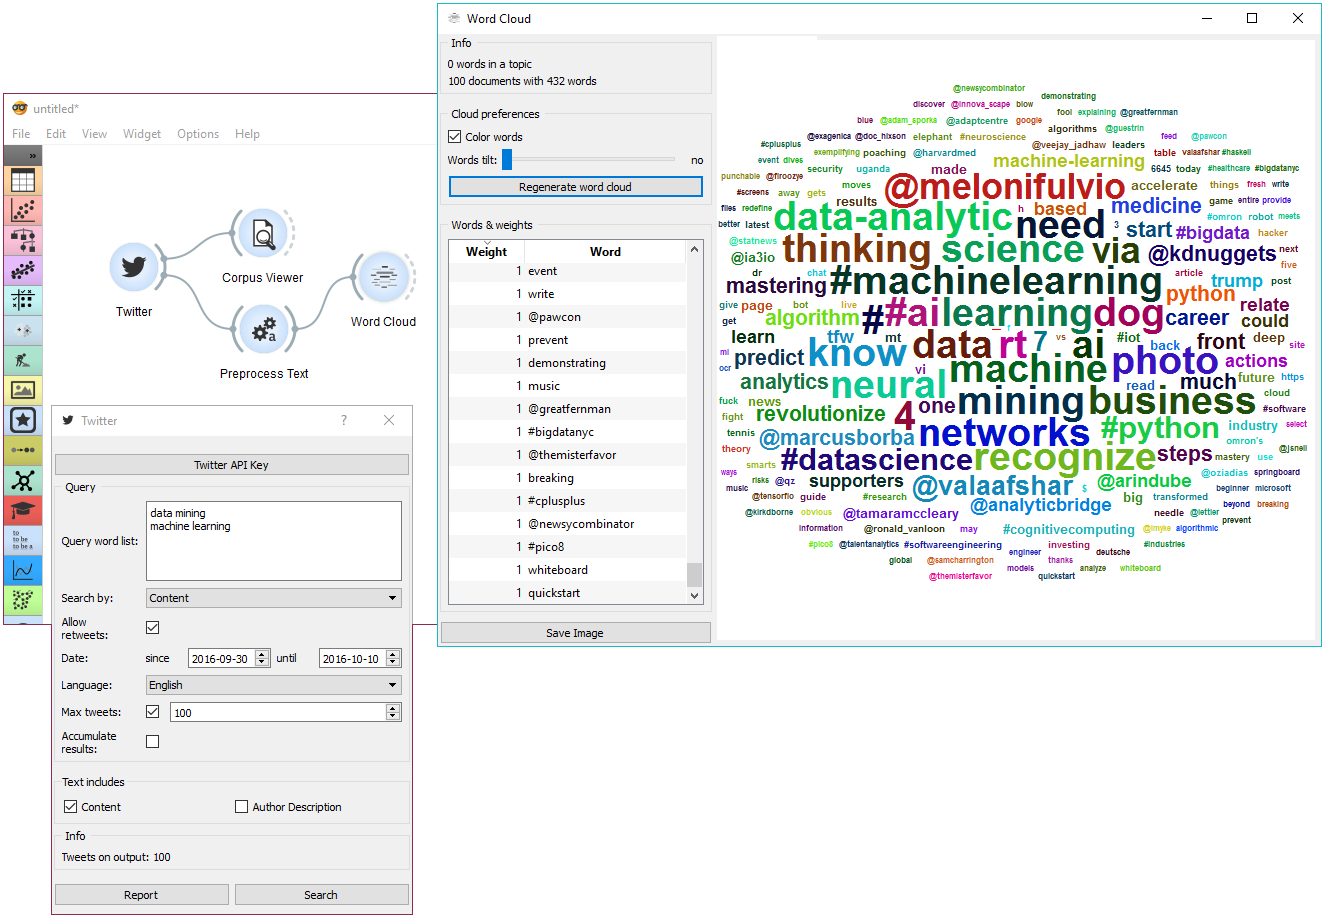 Word Cloud
Info
0 words in a topic
100 documents with 432 words
Cloud preferences
Color words
Words tilt:
no
Regenerate word cloud
Words & weights
Weight Word
1 event
1 write
1 @pawcon
1 prevent
1 demonstrating
1 music
1 @greatfernman
1 #bigdatanyc
1 @themisterfavor
1 breaking
1 #cplusplus
1 @newsycombinator
1 #pico8
1 whiteboard
1 quickstart
Save Image
@newsycombinator demonstrating
discover @innova_scape blow fool explaining @greatfernman
blue @adam_sporka @adaptcentre google algorithms @guestrin
@exagenica @doc_hixson elephant #neuroscience feed @pawcon
#cplusplus exemplifying poaching @harvardmed @veejay_jadhaw leaders table valaafshar #haskell
event dives security uganda made machine-learning 6645 today #healthcare #bigdatanyc
punchable @firoozye moves @melonifulvio accelerate things fresh write
#screens away gets results based medicine game entire provide
files redefine data-analytic need h 3 start #omron robot meets
better latest #bigdata hacker
@statnews thinking science via @kdnuggets next
@ia3io five
dr chat #machinelearning article trump post
mastering
give page bot live # #ai learning dog python relate
get algorithm career could
learn tfw mt data rt 7 vs ai #iot back front deep site
mi predict know photo actions
ocr analytics neural vi machine read much future https
fuck news mining business cloud
fight revolutionize 4 one #software
tennis @marcusborba networks #python industry select
theory #datascience recognize steps omron's @jsnell
ways smarts mastery use
music risks @qz supporters @valaafshar $ @arindube @oziadias springboard
@tensorflo guide #research big transformed beginner microsoft
@kirkdborne obvious @tamaramccleary @analyticbridge needle @lettier beyond breaking
information @ronald_vanloon may #cognitivecomputing @imyke algorithmic prevent
#pico8 @talentanalytics #softwareengineering engineer investing deutsche #industries
global @samcharrington models thanks analyze whiteboard
@themisterfavor quickstart
untitled*
File Edit View Widget Options Help
»
Twitter
Corpus Viewer
Preprocess Text
Word Cloud
to
to be
to be a
Twitter
?
Twitter API Key
Query
Query word list:
data mining
machine learning
Search by: Content
Allow
retweets:
Date: since 2016-09-30 until 2016-10-10
Language: English
Max tweets: 100
Accumulate
results:
Text includes
Content Author Description
Info
Tweets on output: 100
Report Search